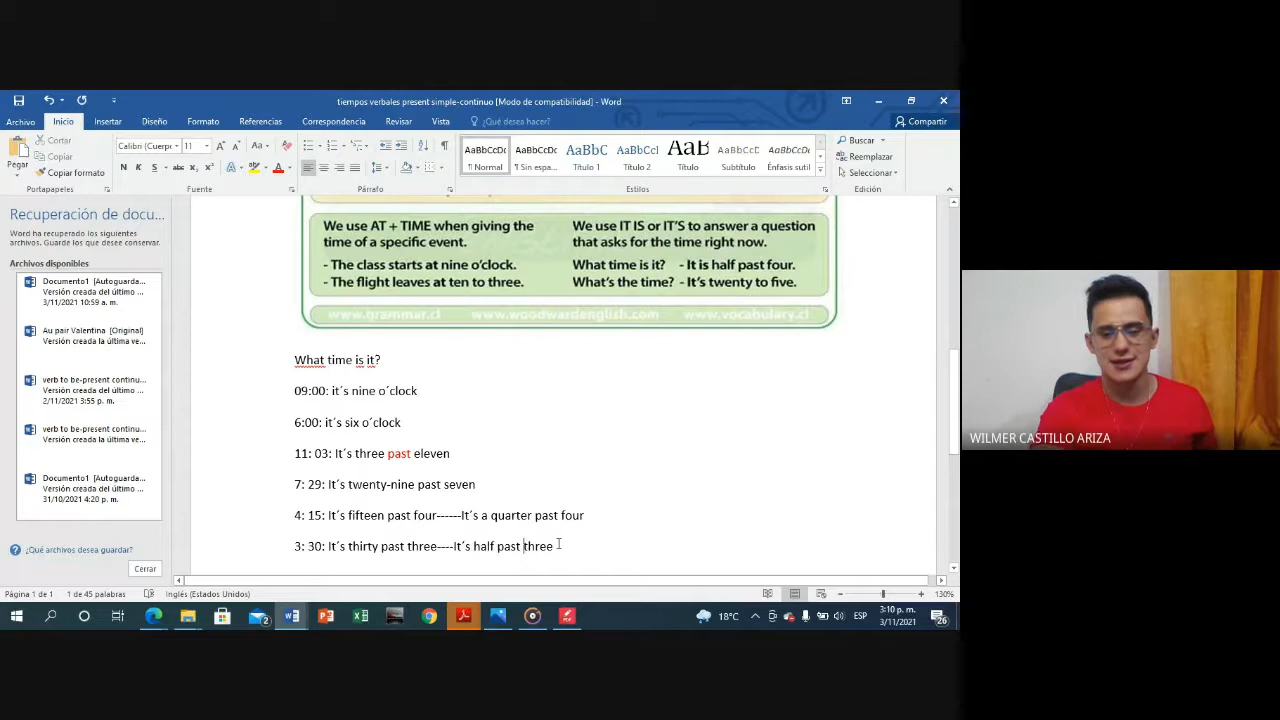 tiempos verbales present simple-continuo [Modo de compatibilidad] - Word
Archivo Inicio Insertar Diseño Formato Referencias Correspondencia Revisar Vista ¿Qué desea hacer? Compartir
Pegar
Cortar
Copiar
Copiar formato
Portapapeles
Calibri (Cuerpo 11
N K S abc x₂ x²
Fuente
Párrafo
AaBbCcDc AaBbCcDc AaBbC AaBbCcI AaB AaBbCcD AaBbCcDc
¶ Normal ¶ Sin espa... Título 1 Título 2 Título Subtítulo Énfasis sutil
Estilos
Buscar
Reemplazar
Seleccionar
Edición
Recuperación de docu...
Word ha recuperado los siguientes
archivos. Guarde los que desee conservar.
Archivos disponibles
Documento1 [Autoguarda...
Versión creada del último ...
3/11/2021 10:59 a. m.
Au pair Valentina [Original]
Versión creada la última ve...
verb to be-present continu...
Versión creada del último ...
2/11/2021 3:55 p. m.
verb to be-present continu...
Versión creada la última ve...
Documento1 [Autoguarda...
Versión creada del último ...
31/10/2021 4:20 p. m.
¿Qué archivos desea guardar?
Cerrar
We use AT + TIME when giving the
time of a specific event.
- The class starts at nine o'clock.
- The flight leaves at ten to three.
We use IT IS or IT'S to answer a question
that asks for the time right now.
What time is it? - It is half past four.
What's the time? - It's twenty to five.
www.grammar.cl www.woodwardenglish.com www.vocabulary.cl
What time is it?
09:00: it´s nine o´clock
6:00: it´s six o´clock
11: 03: It´s three past eleven
7: 29: It´s twenty-nine past seven
4: 15: It´s fifteen past four------It´s a quarter past four
3: 30: It´s thirty past three----It´s half past three
WILMER CASTILLO ARIZA
Página 1 de 1 1 de 45 palabras Inglés (Estados Unidos) 130%
18°C ESP 3:10 p. m.
3/11/2021
26